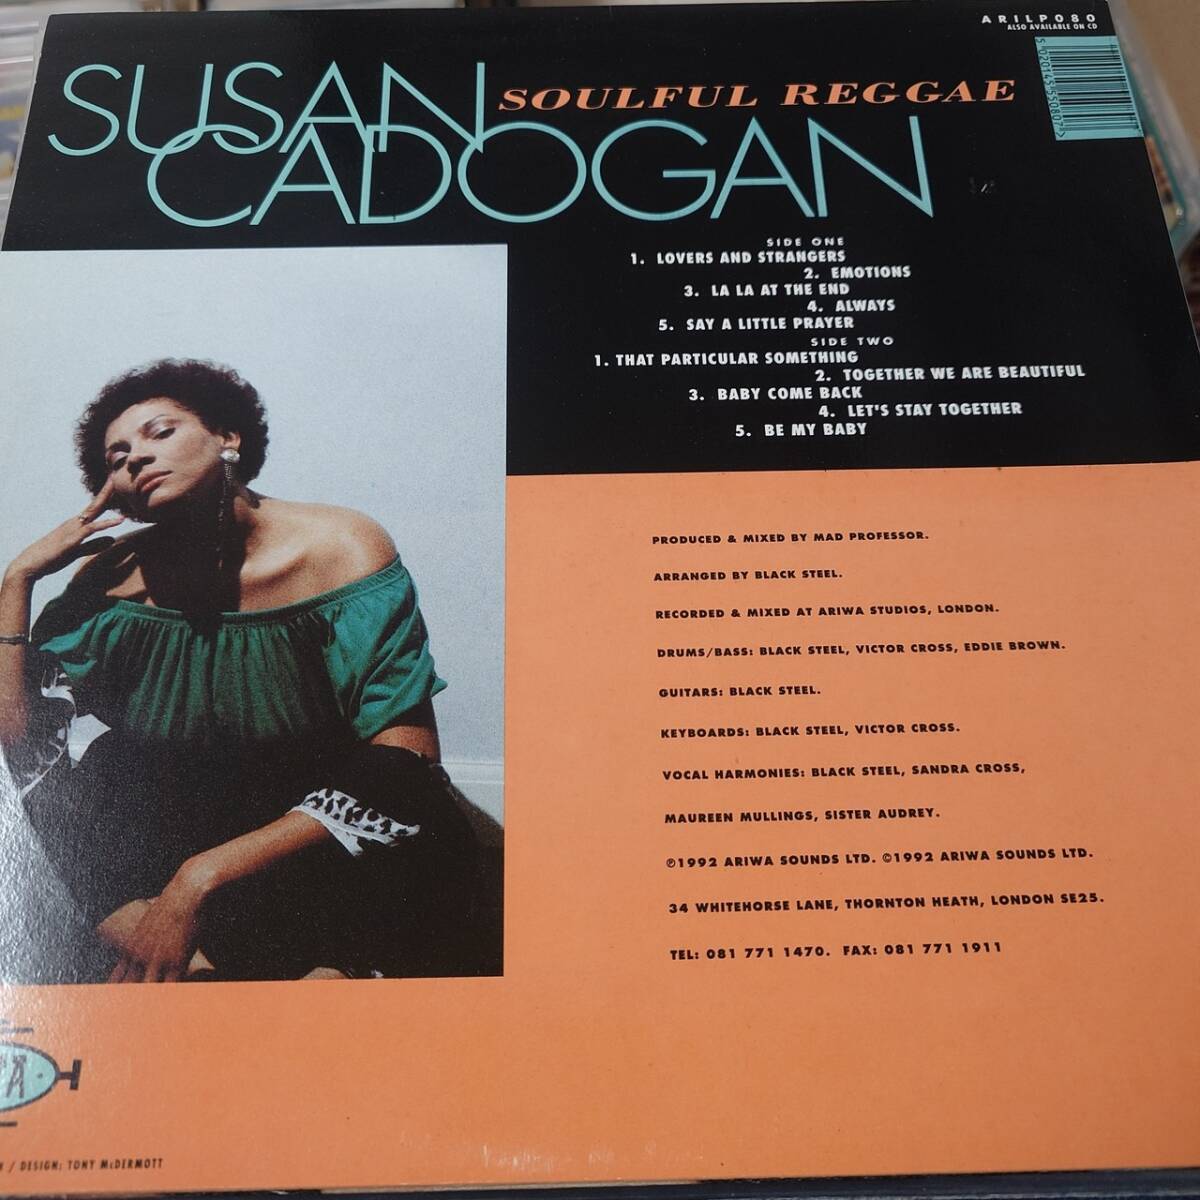 ARILP080
ALSO AVAILABLE ON CD
SUSAN
SOULFUL REGGAE
CADOGAN
SIDE ONE
1. LOVERS AND STRANGERS
2. EMOTIONS
3. LA LA AT THE END
4. ALWAYS
5. SAY A LITTLE PRAYER
SIDE TWO
1. THAT PARTICULAR SOMETHING
2. TOGETHER WE ARE BEAUTIFUL
3. BABY COME BACK
4. LET'S STAY TOGETHER
5. BE MY BABY
PRODUCED & MIXED BY MAD PROFESSOR.
ARRANGED BY BLACK STEEL.
RECORDED & MIXED AT ARIWA STUDIOS, LONDON.
DRUMS/BASS: BLACK STEEL, VICTOR CROSS, EDDIE BROWN.
GUITARS: BLACK STEEL.
KEYBOARDS: BLACK STEEL, VICTOR CROSS.
VOCAL HARMONIES: BLACK STEEL, SANDRA CROSS,
MAUREEN MULLINGS, SISTER AUDREY.
℗1992 ARIWA SOUNDS LTD. ©1992 ARIWA SOUNDS LTD.
34 WHITEHORSE LANE, THORNTON HEATH, LONDON SE25.
TEL: 081 771 1470. FAX: 081 771 1911
/ DESIGN: TONY McDERMOTT